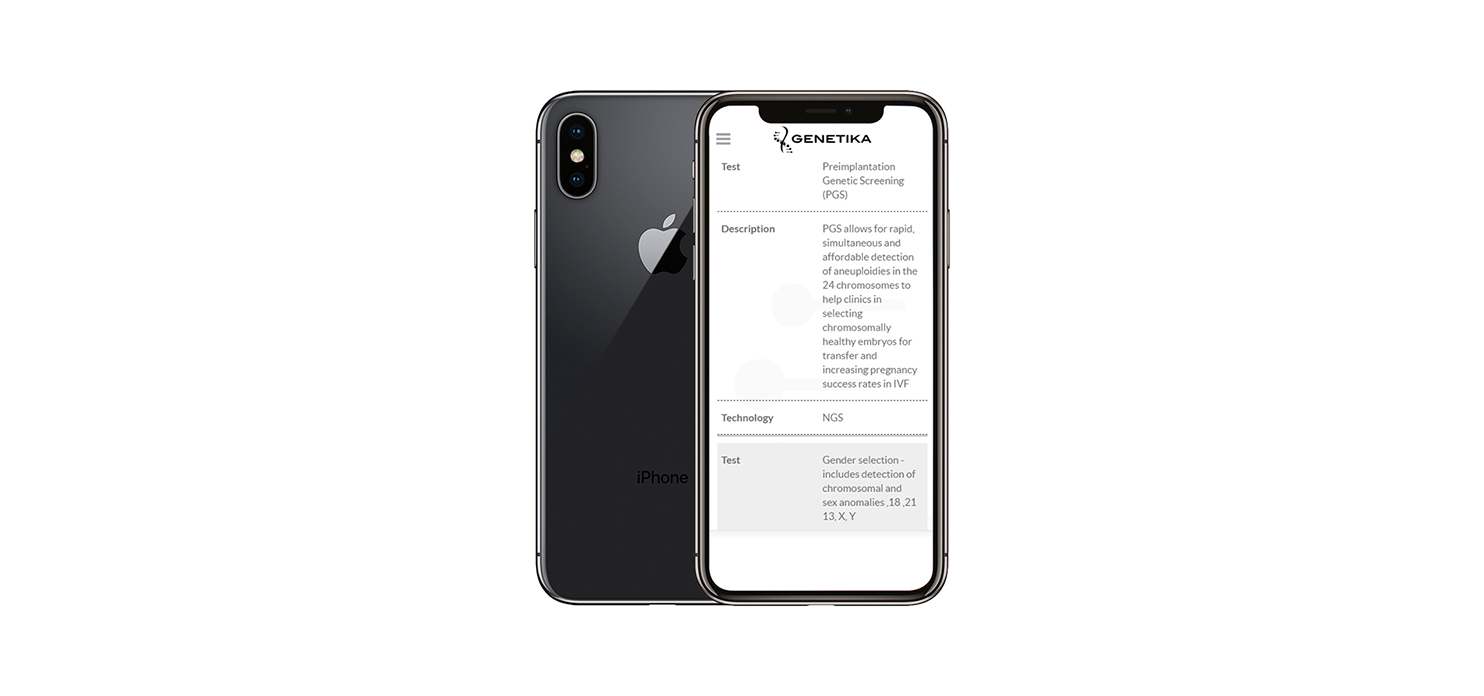 GENETIKA
Test
Preimplantation
Genetic Screening
(PGS)
Description
PGS allows for rapid,
simultaneous and
affordable detection
of aneuploidies in the
24 chromosomes to
help clinics in
selecting
chromosomally
healthy embryos for
transfer and
increasing pregnancy
success rates in IVF
Technology
NGS
Test
Gender selection -
includes detection of
chromosomal and
sex anomalies ,18 ,21
13, X, Y
iPhone